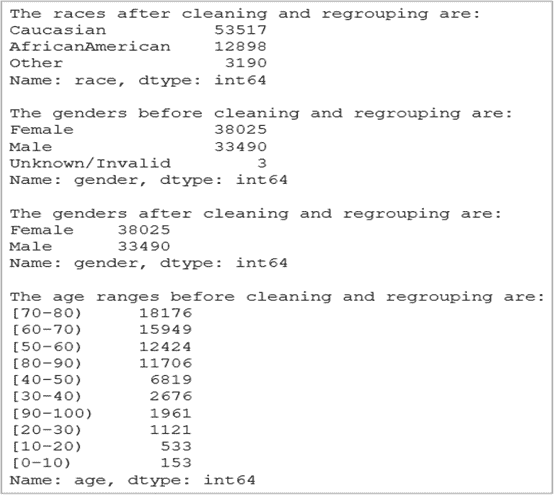 The races after cleaning and regrouping are:
Caucasian 53517
AfricanAmerican 12898
Other 3190
Name: race, dtype: int64
The genders before cleaning and regrouping are:
Female 38025
Male 33490
Unknown/Invalid 3
Name: gender, dtype: int64
The genders after cleaning and regrouping are:
Female 38025
Male 33490
Name: gender, dtype: int64
The age ranges before cleaning and regrouping are:
[70-80) 18176
[60-70) 15949
[50-60) 12424
[80-90) 11706
[40-50) 6819
[30-40) 2676
[90-100) 1961
[20-30) 1121
[10-20) 533
[0-10) 153
Name: age, dtype: int64